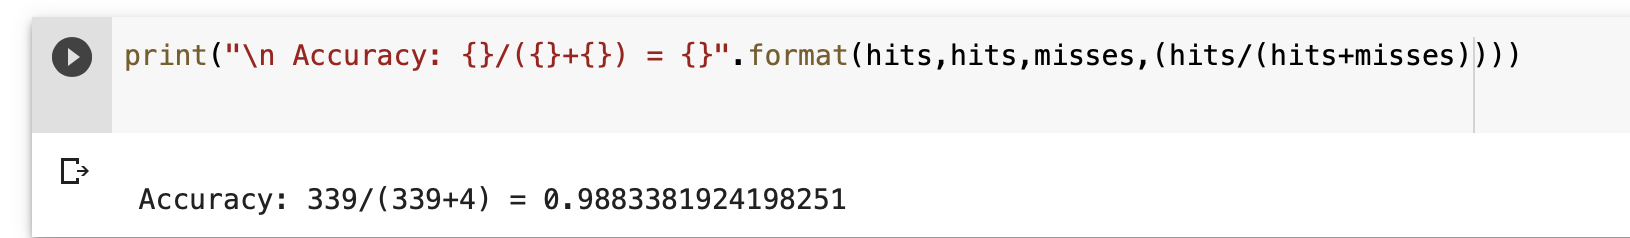 print("\n Accuracy: {}/({}+{}) = {}".format(hits,hits,misses,(hits/(hits+misses))))
Accuracy: 339/(339+4) = 0.9883381924198251